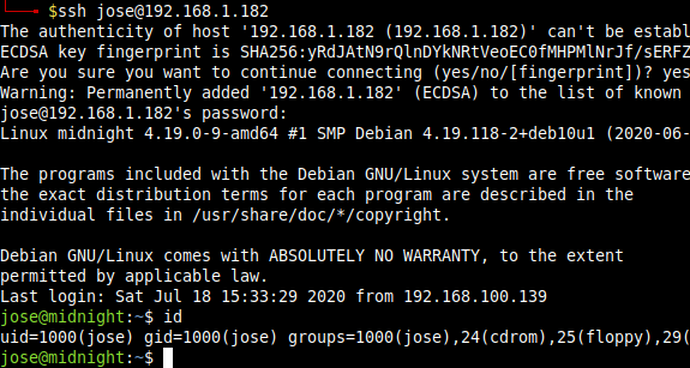 $ssh jose@192.168.1.182
The authenticity of host '192.168.1.182 (192.168.1.182)' can't be establ
ECDSA key fingerprint is SHA256:yRdJAtN9rQlnDYkNRtVeoEC0fMHPMlNrJf/sERFZ
Are you sure you want to continue connecting (yes/no/[fingerprint])? yes
Warning: Permanently added '192.168.1.182' (ECDSA) to the list of known
jose@192.168.1.182's password:
Linux midnight 4.19.0-9-amd64 #1 SMP Debian 4.19.118-2+deb10u1 (2020-06-
The programs included with the Debian GNU/Linux system are free software
the exact distribution terms for each program are described in the
individual files in /usr/share/doc/*/copyright.
Debian GNU/Linux comes with ABSOLUTELY NO WARRANTY, to the extent
permitted by applicable law.
Last login: Sat Jul 18 15:33:29 2020 from 192.168.100.139
jose@midnight:~$ id
uid=1000(jose) gid=1000(jose) groups=1000(jose),24(cdrom),25(floppy),29(
jose@midnight:~$